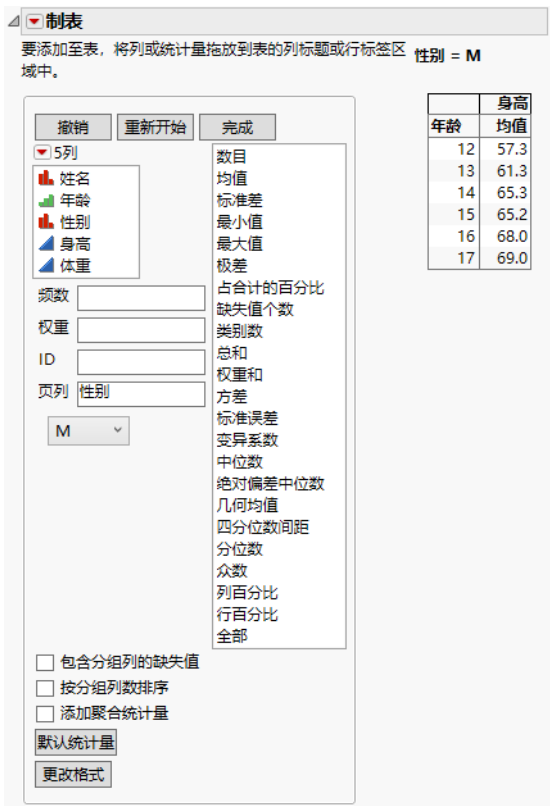 制表
要添加至表，将列或统计量拖放到表的列标题或行标签区
域中。
撤销 重新开始 完成
5列
姓名
年龄
性别
身高
体重
频数
权重
ID
页列 性别
M
数目
均值
标准差
最小值
最大值
极差
占合计的百分比
缺失值个数
类别数
总和
权重和
方差
标准误差
变异系数
中位数
绝对偏差中位数
几何均值
四分位数间距
分位数
众数
列百分比
行百分比
全部
包含分组列的缺失值
按分组列数排序
添加聚合统计量
默认统计量
更改格式
性别 = M
身高
年龄 均值
12 57.3
13 61.3
14 65.3
15 65.2
16 68.0
17 69.0